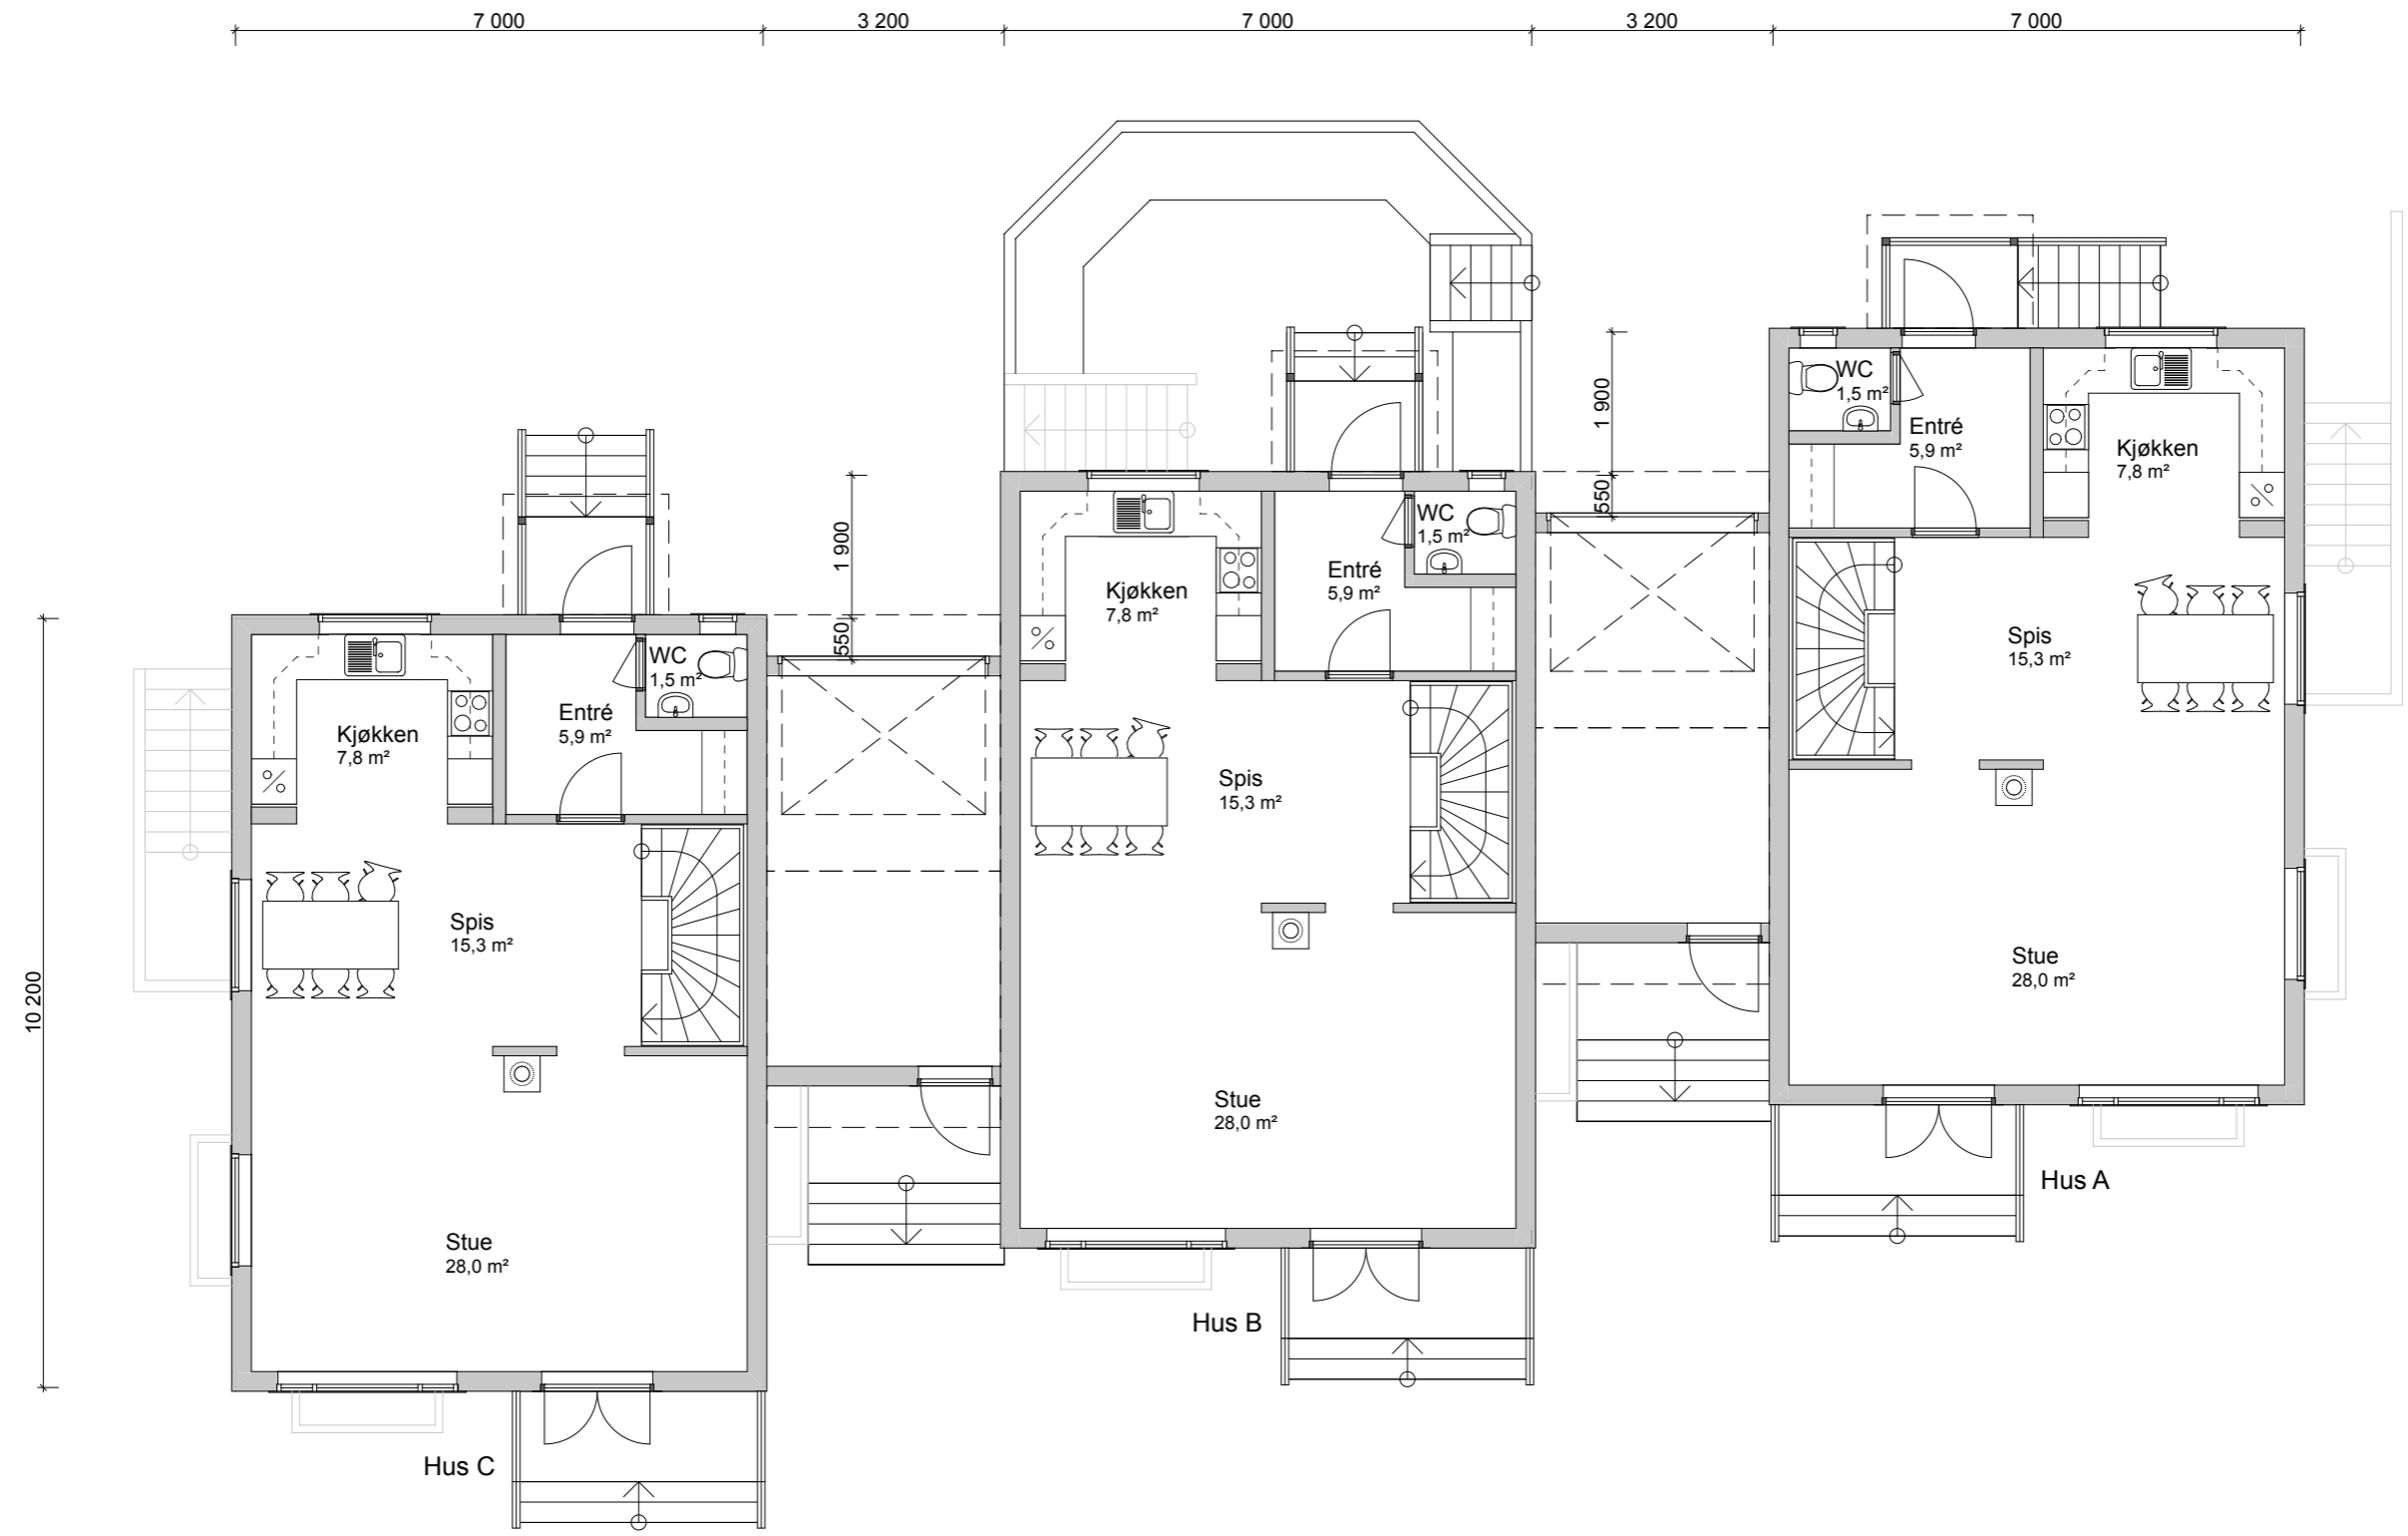 7 000
3 200
7 000
3 200
7 000
10 200
1 900
550
1 900
550
Kjøkken
7,8 m²
Entré
5,9 m²
WC
1,5 m²
Spis
15,3 m²
Stue
28,0 m²
Hus C
Kjøkken
7,8 m²
Entré
5,9 m²
WC
1,5 m²
Spis
15,3 m²
Stue
28,0 m²
Hus B
WC
1,5 m²
Entré
5,9 m²
Kjøkken
7,8 m²
Spis
15,3 m²
Stue
28,0 m²
Hus A